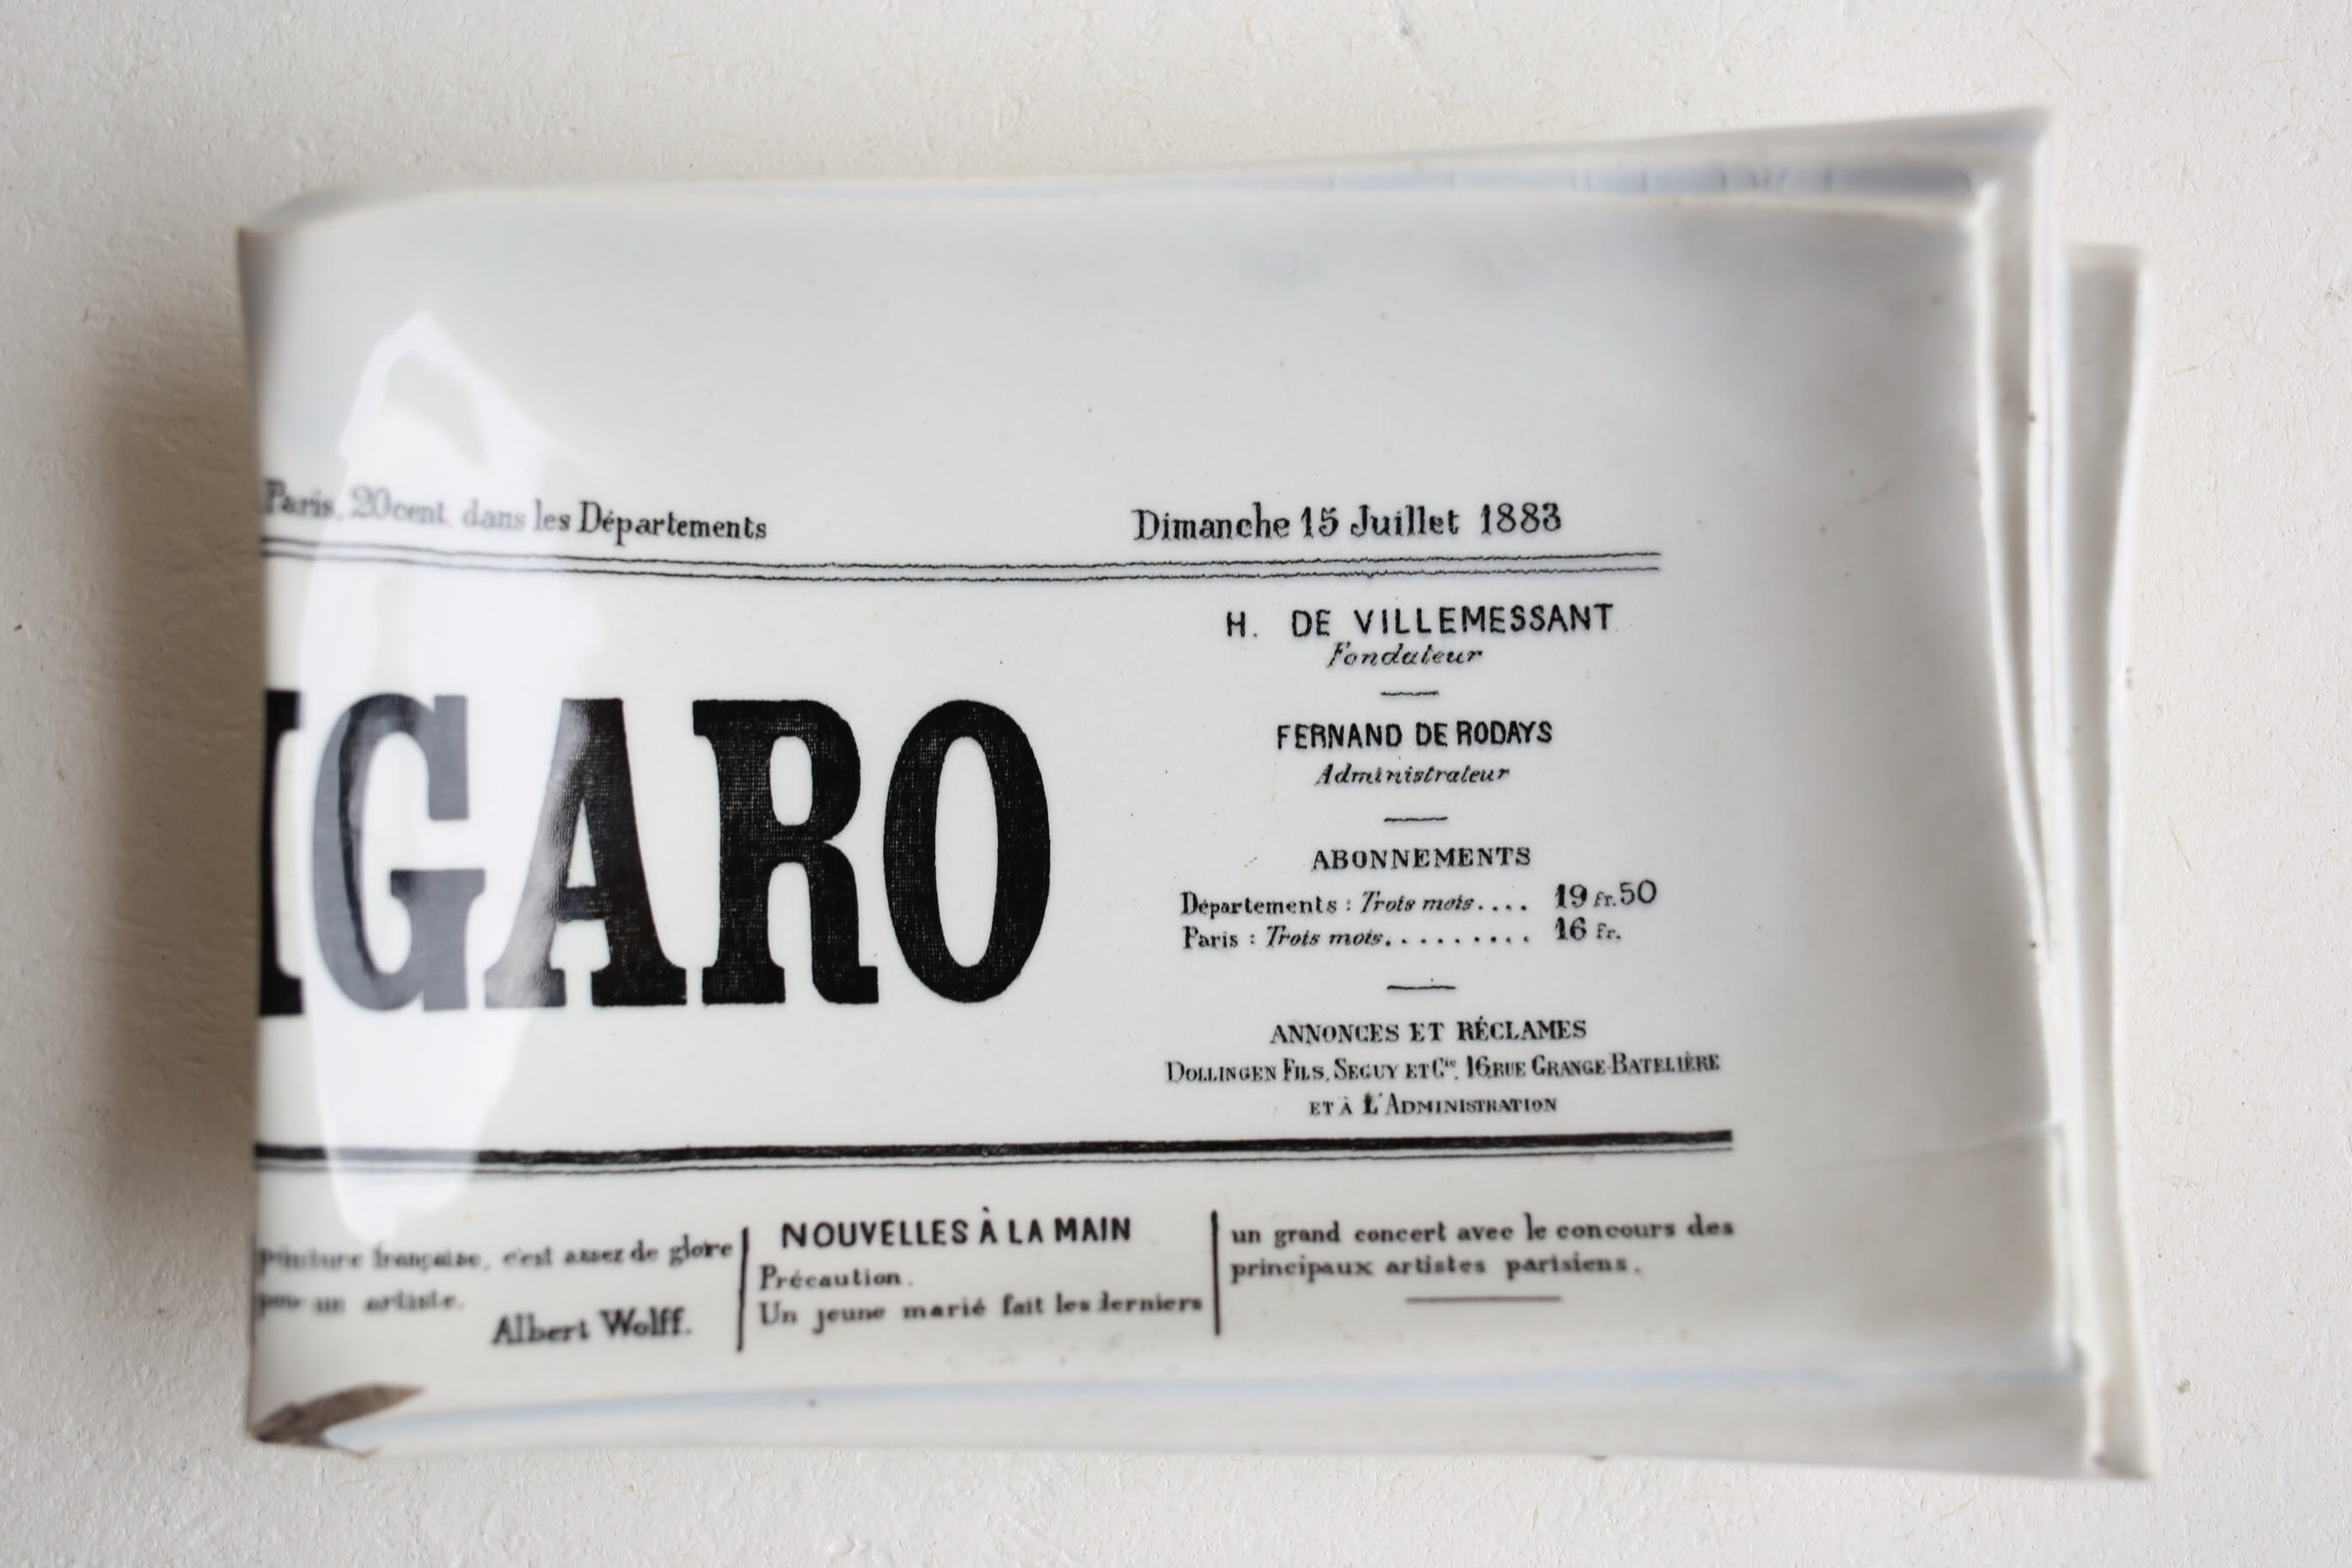 Paris, 20 cent. dans les Départements
Dimanche 15 Juillet 1883
IGARO
H. DE VILLEMESSANT
Fondateur
FERNAND DE RODAYS
Administrateur
ABONNEMENTS
Départements : Trois mois.... 19 Fr. 50
Paris : Trois mois.......... 16 Fr.
ANNONCES ET RÉCLAMES
DOLLINGEN FILS, SEGUY ET Cie, 16, RUE GRANGE-BATELIÈRE
ET À L'ADMINISTRATION
peinture française, c'est assez de gloire
pour un artiste.
Albert Wolff.
NOUVELLES À LA MAIN
Précaution.
Un jeune marié fait les derniers
un grand concert avec le concours des
principaux artistes parisiens.